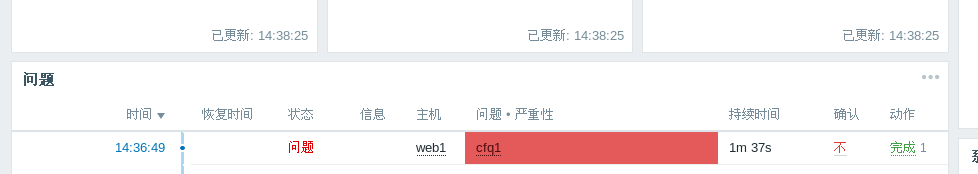 已更新: 14:38:25 已更新: 14:38:25 已更新: 14:38:25
问题 •••
时间 ▼ 恢复时间 状态 信息 主机 问题 • 严重性 持续时间 确认 动作
14:36:49 问题 web1 cfq1 1m 37s 不 完成 1